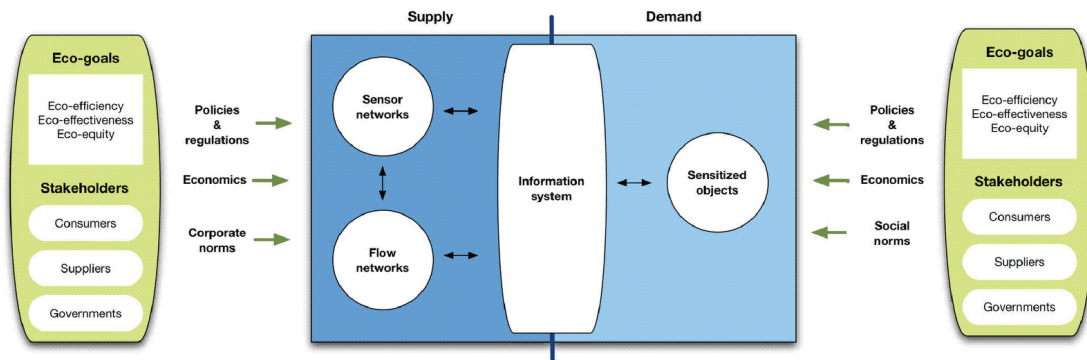 Supply
Demand
Eco-goals
Eco-efficiency
Eco-effectiveness
Eco-equity
Stakeholders
Consumers
Suppliers
Governments
Policies
&
regulations
Economics
Corporate
norms
Sensor
networks
Flow
networks
Information
system
Sensitized
objects
Policies
&
regulations
Economics
Social
norms
Eco-goals
Eco-efficiency
Eco-effectiveness
Eco-equity
Stakeholders
Consumers
Suppliers
Governments